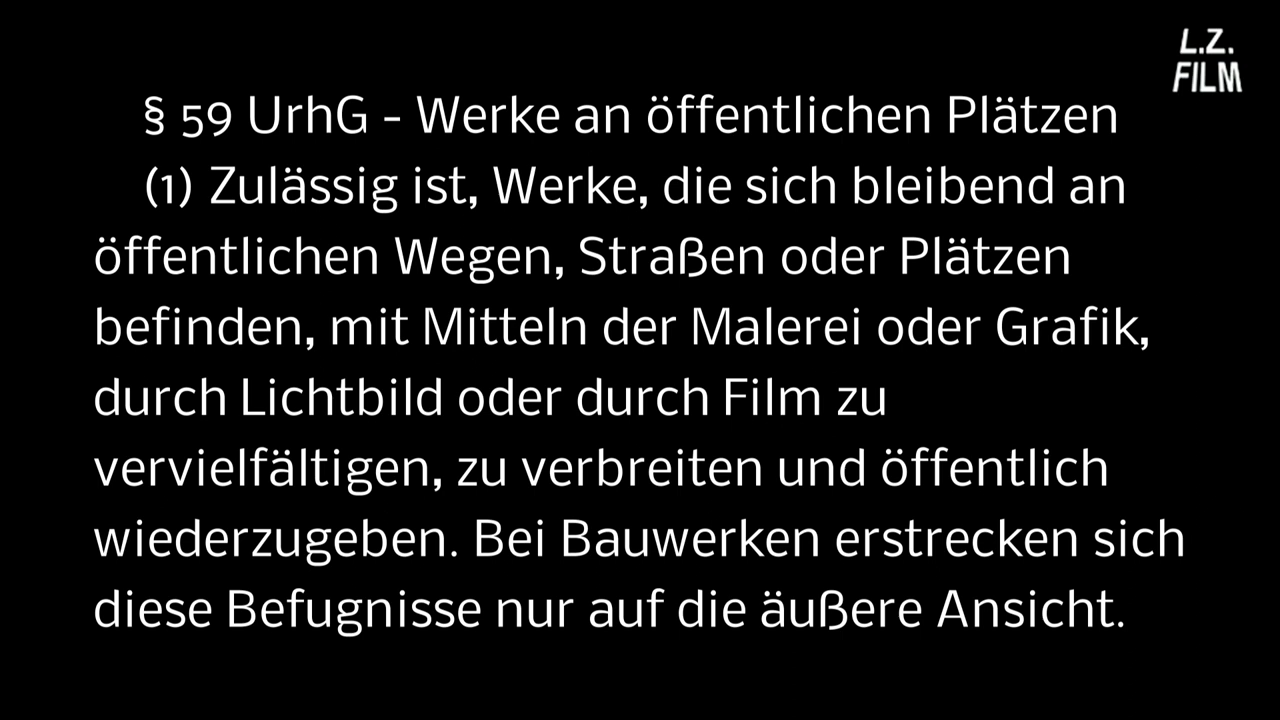 L.Z.
FILM
§ 59 UrhG - Werke an öffentlichen Plätzen
(1) Zulässig ist, Werke, die sich bleibend an
öffentlichen Wegen, Straßen oder Plätzen
befinden, mit Mitteln der Malerei oder Grafik,
durch Lichtbild oder durch Film zu
vervielfältigen, zu verbreiten und öffentlich
wiederzugeben. Bei Bauwerken erstrecken sich
diese Befugnisse nur auf die äußere Ansicht.